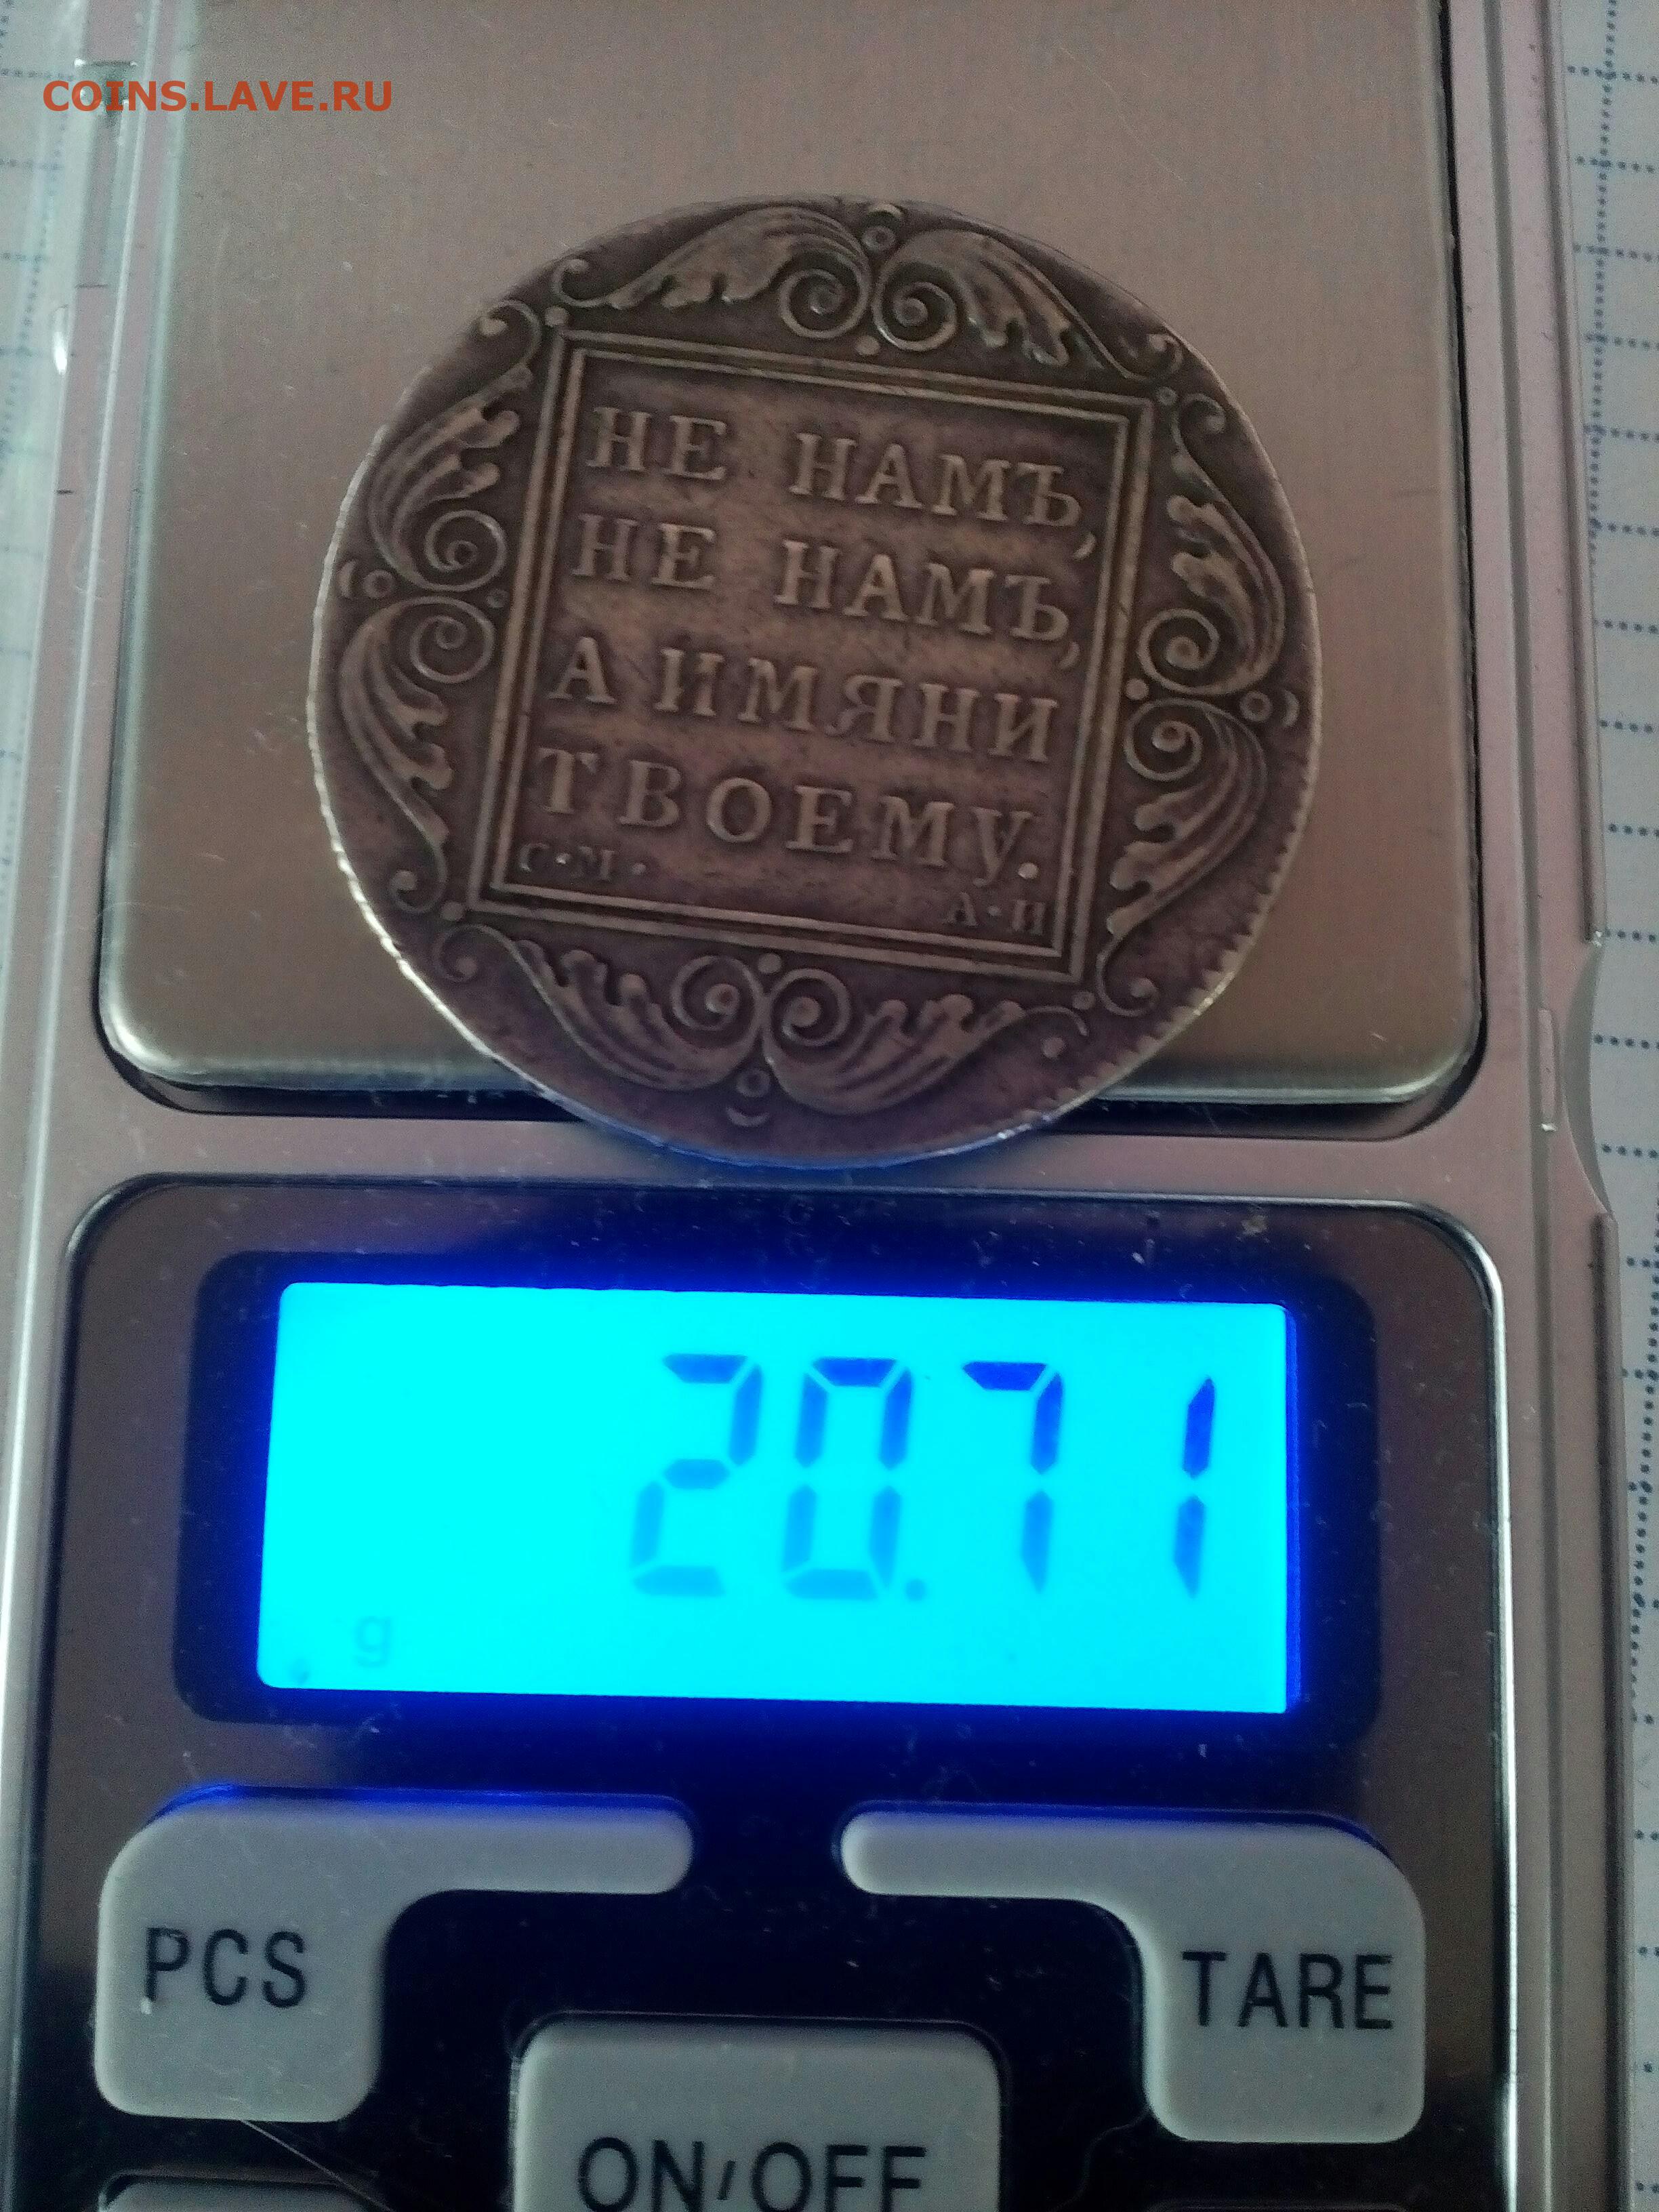 COINS.LAVE.RU
НЕ НАМЪ,
НЕ НАМЪ,
А ИМЯНИ
ТВОЕМУ.
С·М·
А·И
20.71
g
PCS
TARE
ON/OFF